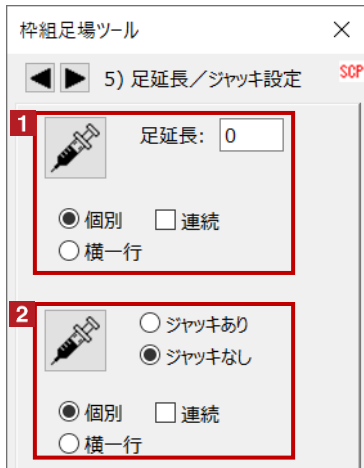 枠組足場ツール
5) 足延長／ジャッキ設定 SCP
1
足延長: 0
個別 連続
横一行
2
ジャッキあり
ジャッキなし
個別 連続
横一行